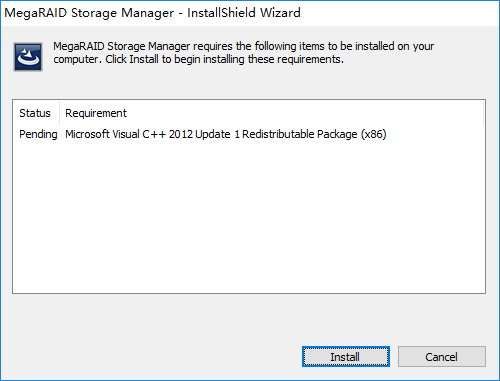 MegaRAID Storage Manager - InstallShield Wizard
MegaRAID Storage Manager requires the following items to be installed on your
computer. Click Install to begin installing these requirements.
Status Requirement
Pending Microsoft Visual C++ 2012 Update 1 Redistributable Package (x86)
Install Cancel